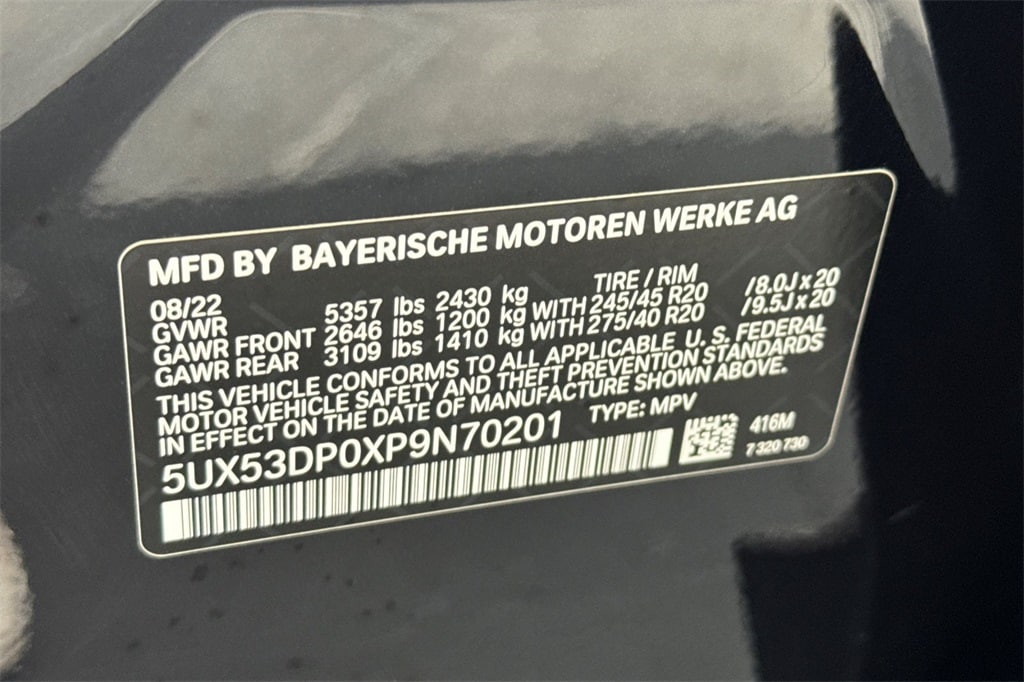 MFD BY BAYERISCHE MOTOREN WERKE AG
08/22 TIRE / RIM
GVWR 5357 lbs 2430 kg
GAWR FRONT 2646 lbs 1200 kg WITH 245/45 R20 /8.0J x 20
GAWR REAR 3109 lbs 1410 kg WITH 275/40 R20 /9.5J x 20
THIS VEHICLE CONFORMS TO ALL APPLICABLE U. S. FEDERAL
MOTOR VEHICLE SAFETY AND THEFT PREVENTION STANDARDS
IN EFFECT ON THE DATE OF MANUFACTURE SHOWN ABOVE.
5UX53DP0XP9N70201 TYPE: MPV
416M
7 320 730